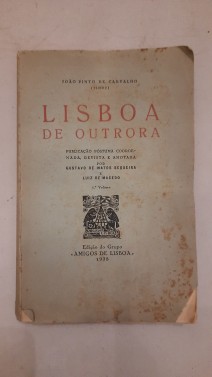 JOÃO PINTO DE CARVALHO
(TINOP)
LISBOA
DE OUTRORA
PUBLICAÇÃO POSTUMA COORDE-
NADA, REVISTA E ANOTADA
POR
GUSTAVO DE MATOS SEQUEIRA
E
LUIZ DE MACEDO
Volume
Edição do Grupo
«AMIGOS DE LISBOA»